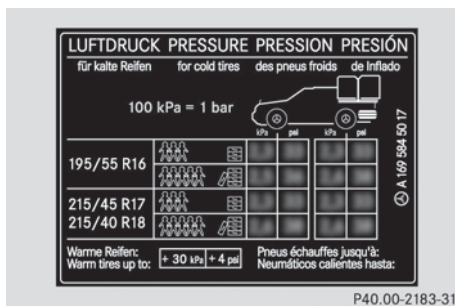 LUFTDRUCK PRESSURE PRESSION PRESIÓN
für kalte Reifen for cold tires des pneus froids de Inflado
100 kPa = 1 bar
kPa psi kPa psi
195/55 R16
215/45 R17
215/40 R18
A 169 584 50 17
Warme Reifen: Pneus échauffes jusqu'à:
Warm tires up to: + 30 kPa + 4 psi Neumáticos calientes hasta:
P40.00-2183-31